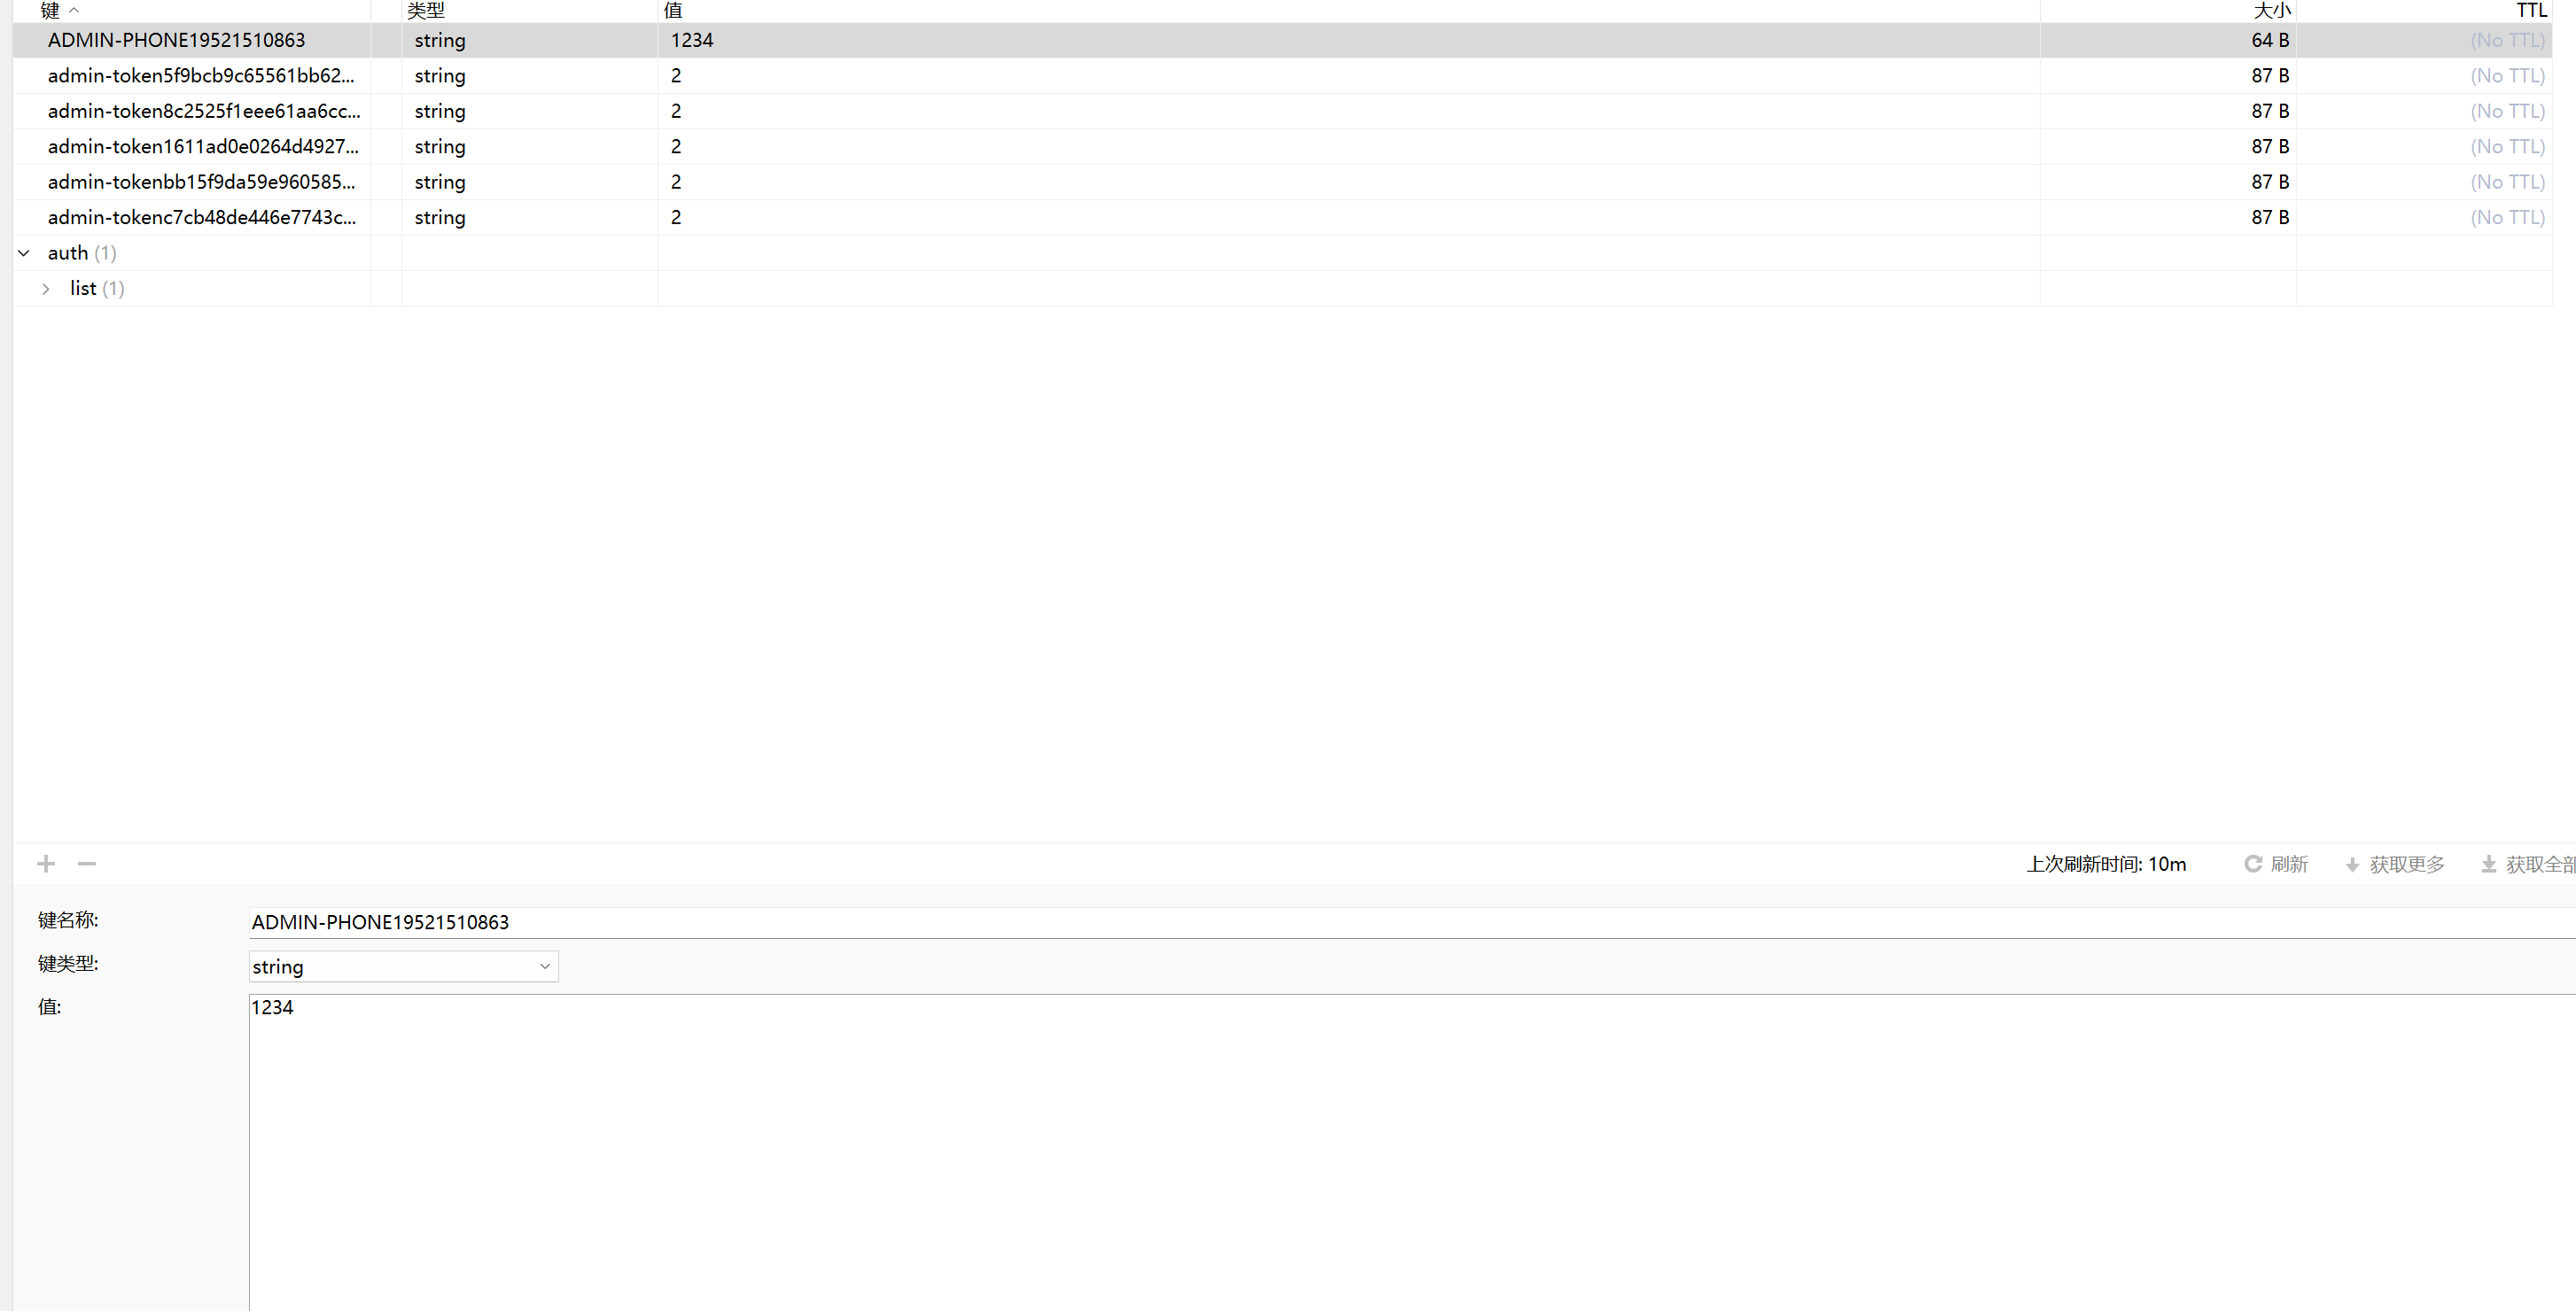 键 类型 值 大小 TTL
ADMIN-PHONE19521510863 string 1234 64 B (No TTL)
admin-token5f9bcb9c65561bb62... string 2 87 B (No TTL)
admin-token8c2525f1eee61aa6cc... string 2 87 B (No TTL)
admin-token1611ad0e0264d4927... string 2 87 B (No TTL)
admin-tokenbb15f9da59e960585... string 2 87 B (No TTL)
admin-tokenc7cb48de446e7743c... string 2 87 B (No TTL)
auth (1)
list (1)
上次刷新时间: 10m 刷新 获取更多 获取全部
键名称: ADMIN-PHONE19521510863
键类型: string
值: 1234